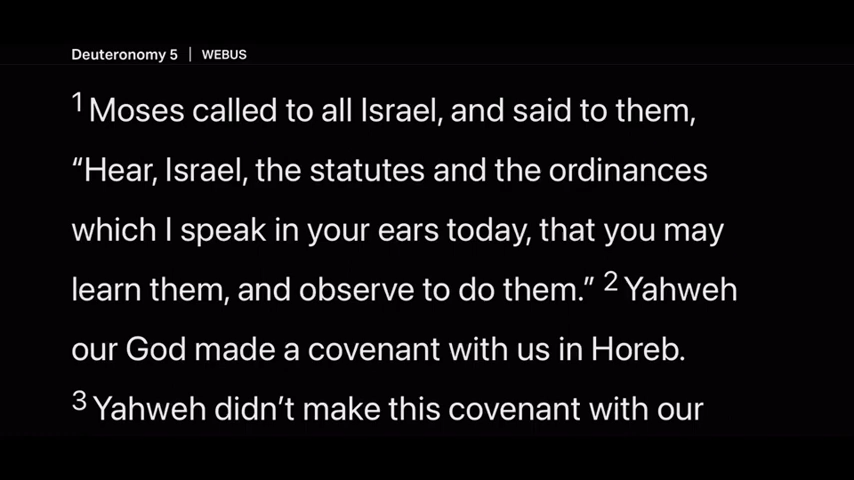 Deuteronomy 5 | WEBUS
1 Moses called to all Israel, and said to them,
“Hear, Israel, the statutes and the ordinances
which I speak in your ears today, that you may
learn them, and observe to do them.” 2 Yahweh
our God made a covenant with us in Horeb.
3 Yahweh didn’t make this covenant with our